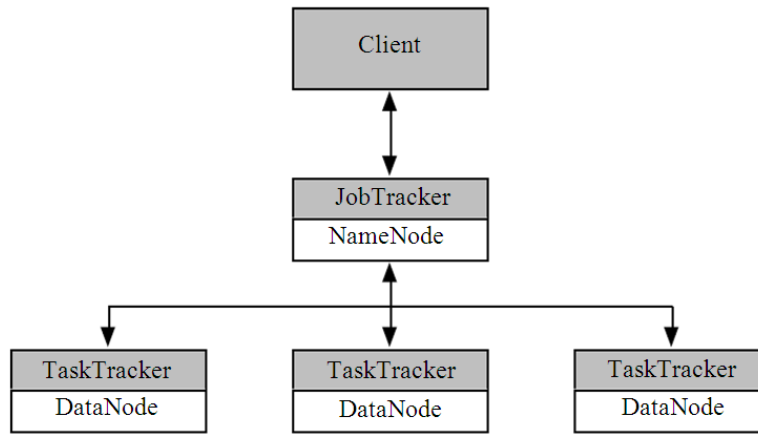 Client
JobTracker
NameNode
TaskTracker
DataNode
TaskTracker
DataNode
TaskTracker
DataNode